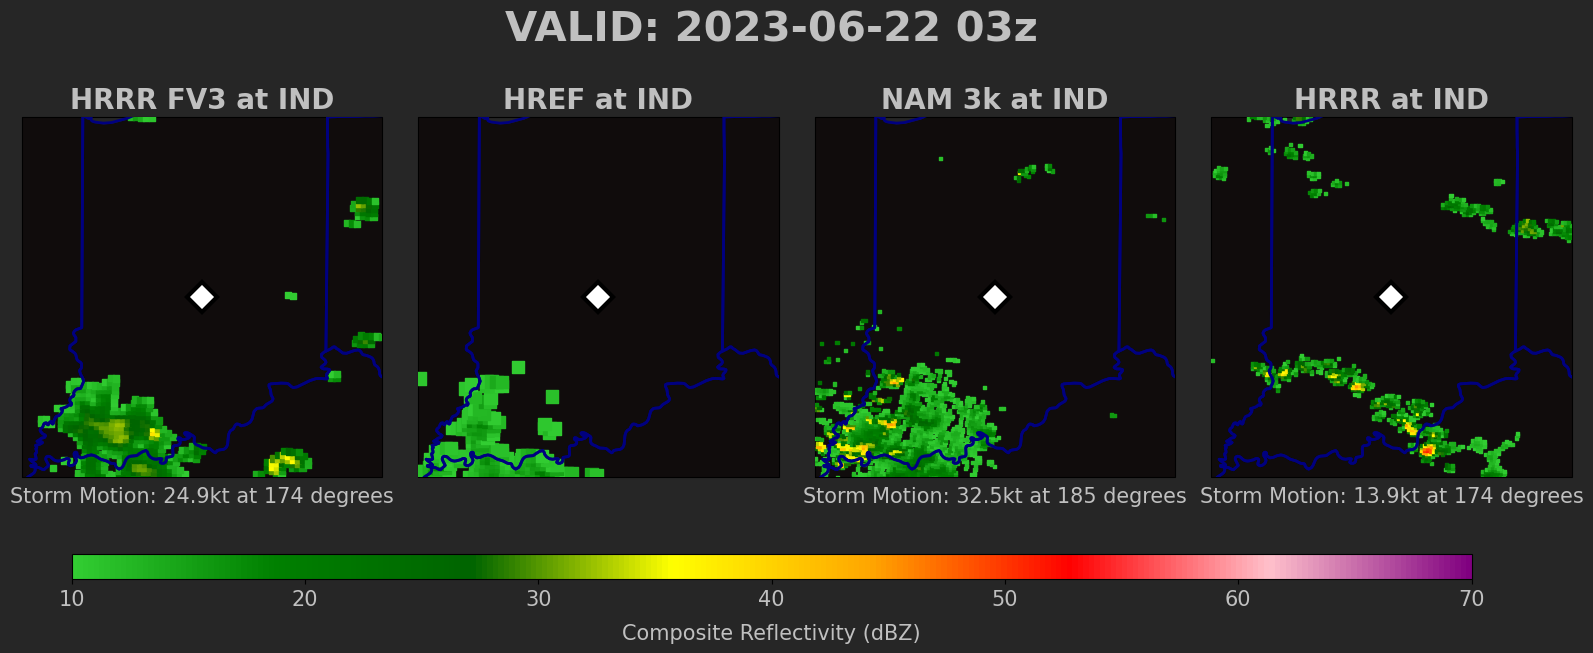 VALID: 2023-06-22 03z
HRRR FV3 at IND
HREF at IND
NAM 3k at IND
HRRR at IND
Storm Motion: 24.9kt at 174 degrees
Storm Motion: 32.5kt at 185 degrees
Storm Motion: 13.9kt at 174 degrees
10 20 30 40 50 60 70
Composite Reflectivity (dBZ)